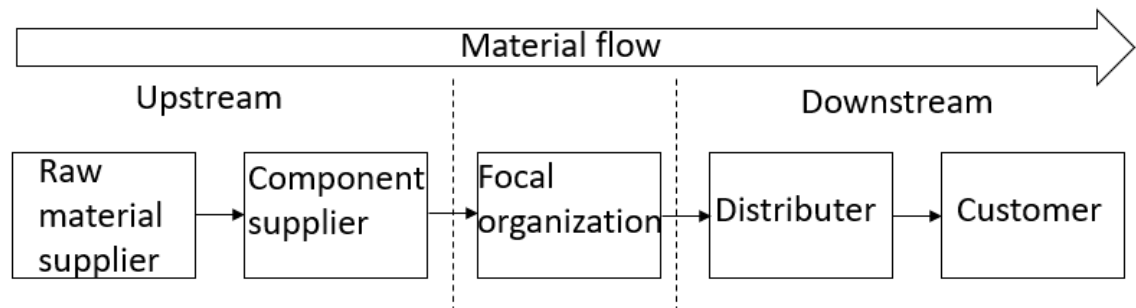 Material flow
Upstream
Downstream
Raw
material
supplier
Component
supplier
Focal
organization
Distributer
Customer